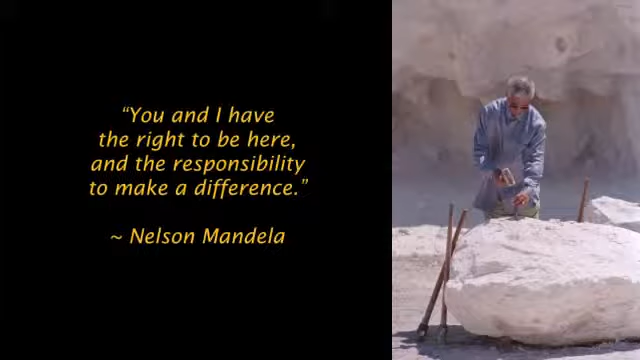 “You and I have
the right to be here,
and the responsibility
to make a difference.”
~ Nelson Mandela